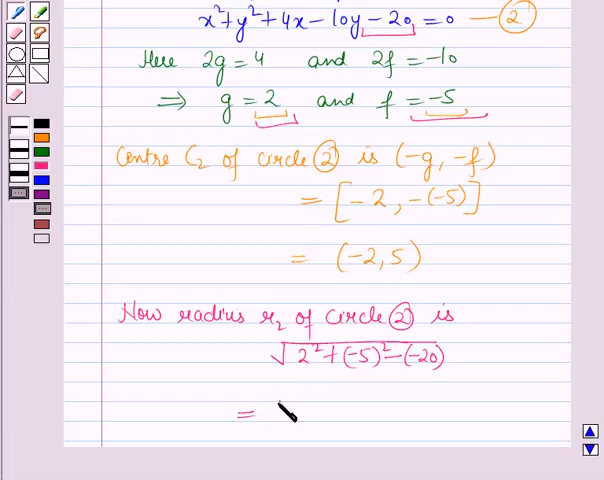 x²+y²+4x-10y-20=0 — ②
Here 2g=4 and 2f=-10
⇒ g=2 and f=-5
Centre C₂ of circle ② is (-g, -f)
= [-2, -(-5)]
= (-2, 5)
Now radius r₂ of circle ② is
√(2²+(-5)²-(-20))
=